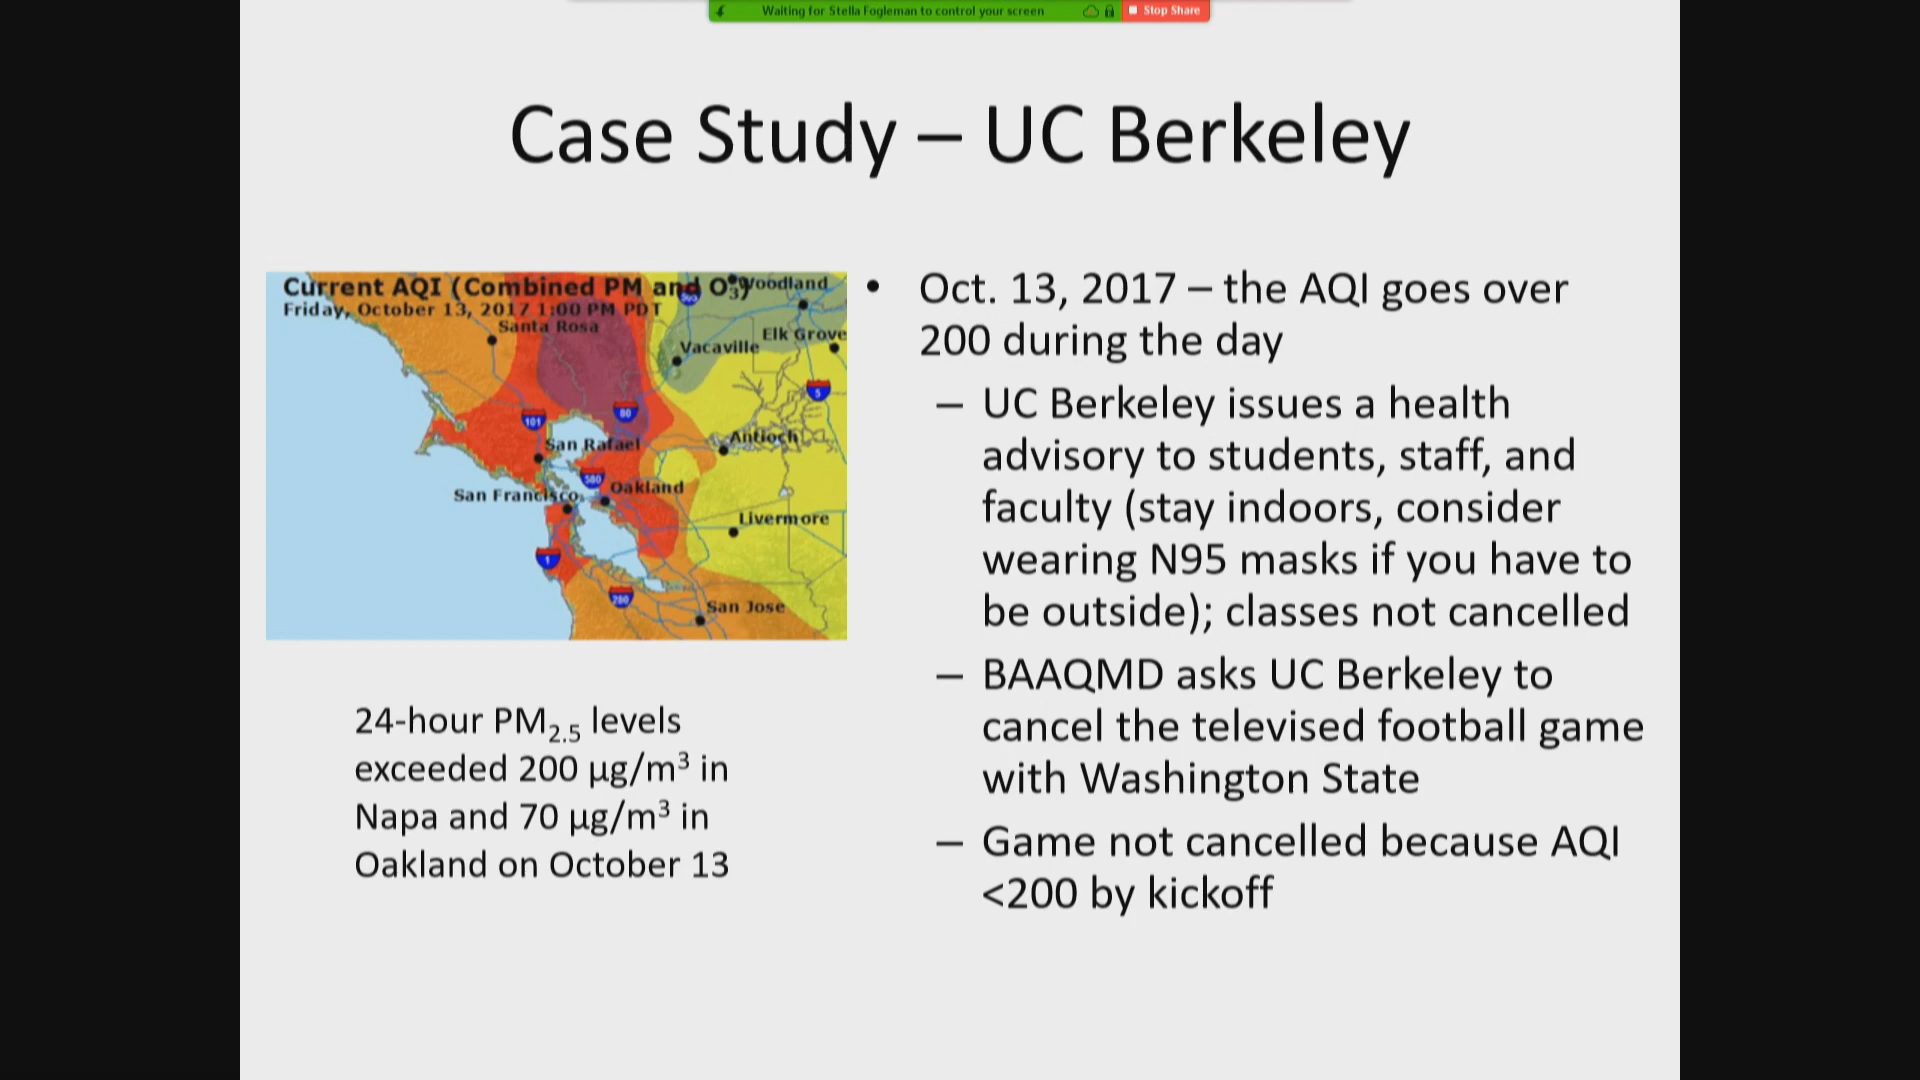 Waiting for Stella Fogleman to control your screen
Stop Share
Case Study – UC Berkeley
Current AQI (Combined PM and O3)
Friday, October 13, 2017 1:00 PM PDT
Woodland
Santa Rosa
Elk Grove
Vacaville
5
80
101
Antioch
San Rafael
580
Oakland
San Francisco
Livermore
1
280
San Jose
24-hour PM2.5 levels
exceeded 200 µg/m³ in
Napa and 70 µg/m³ in
Oakland on October 13
• Oct. 13, 2017 – the AQI goes over
200 during the day
– UC Berkeley issues a health
advisory to students, staff, and
faculty (stay indoors, consider
wearing N95 masks if you have to
be outside); classes not cancelled
– BAAQMD asks UC Berkeley to
cancel the televised football game
with Washington State
– Game not cancelled because AQI
<200 by kickoff